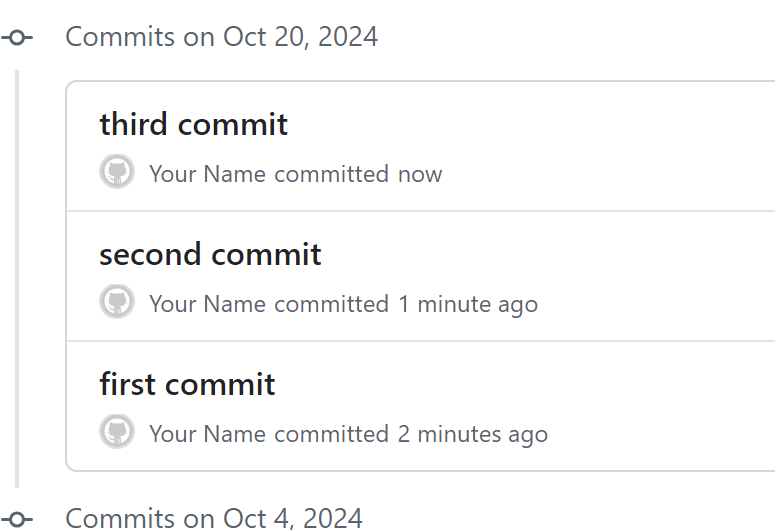 Commits on Oct 20, 2024
third commit
Your Name committed now
second commit
Your Name committed 1 minute ago
first commit
Your Name committed 2 minutes ago
Commits on Oct 4, 2024